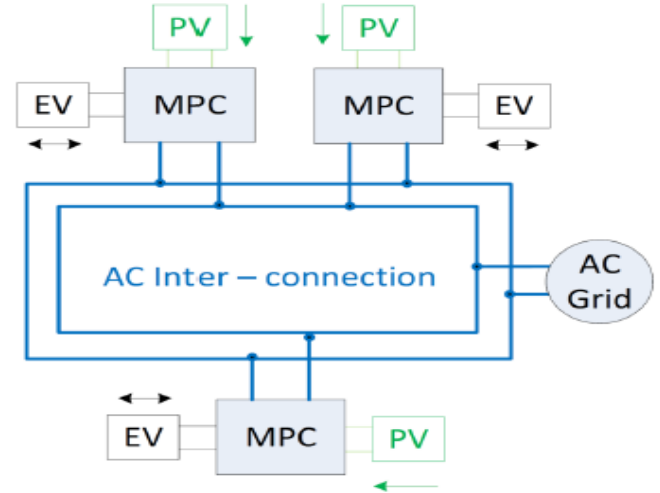 PV
PV
EV
MPC
MPC
EV
AC Inter – connection
AC
Grid
EV
MPC
PV